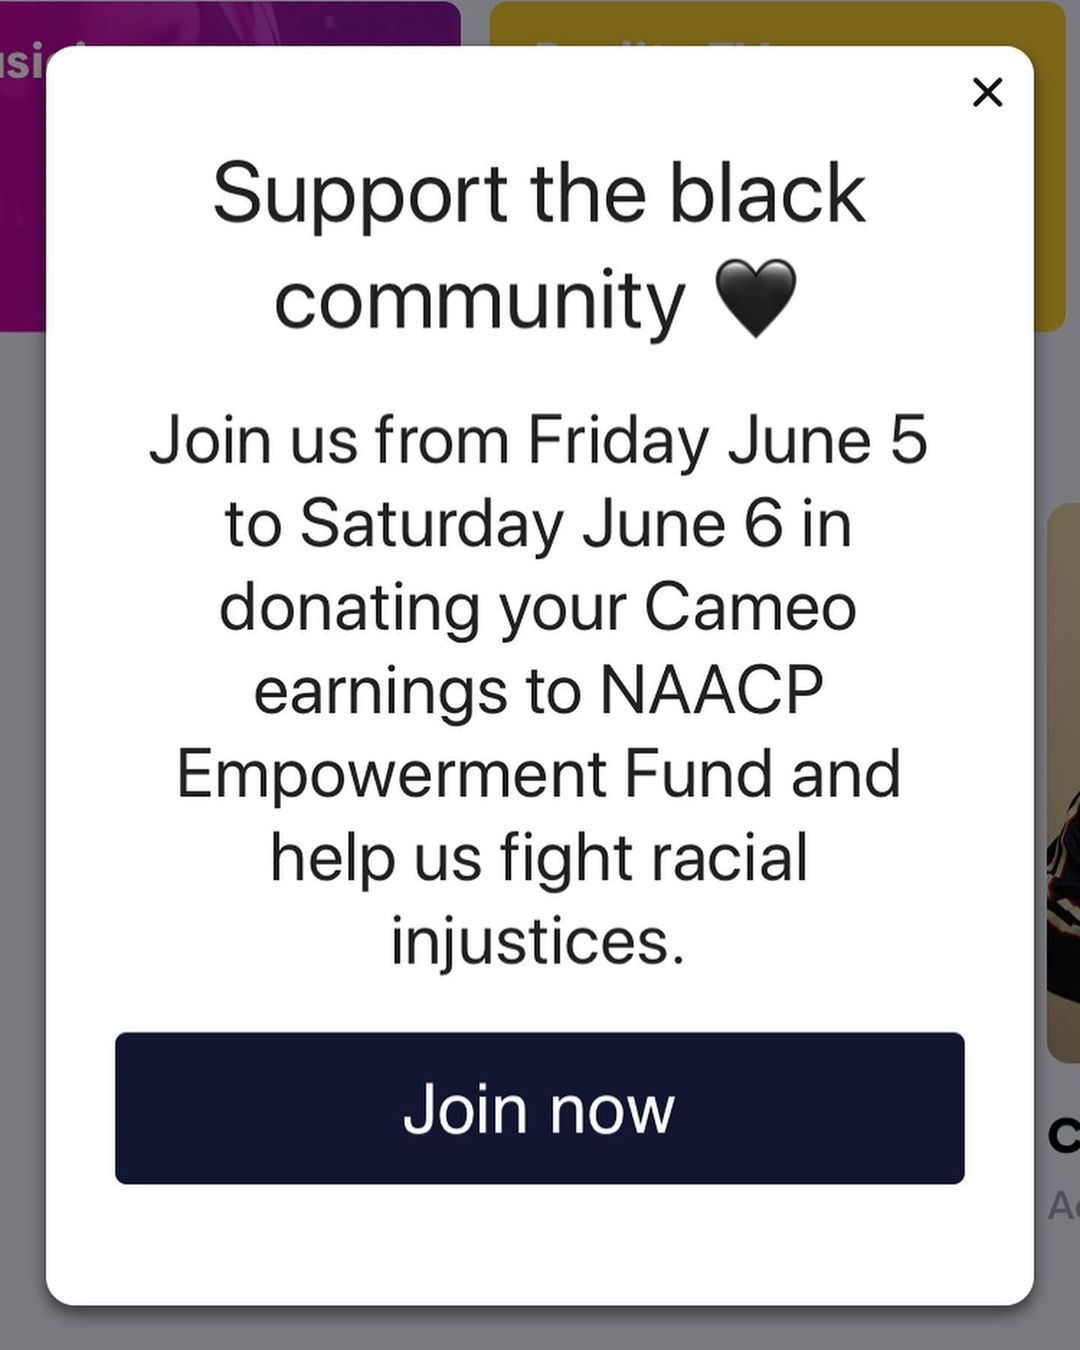 Support the black
community 🖤
Join us from Friday June 5
to Saturday June 6 in
donating your Cameo
earnings to NAACP
Empowerment Fund and
help us fight racial
injustices.
Join now